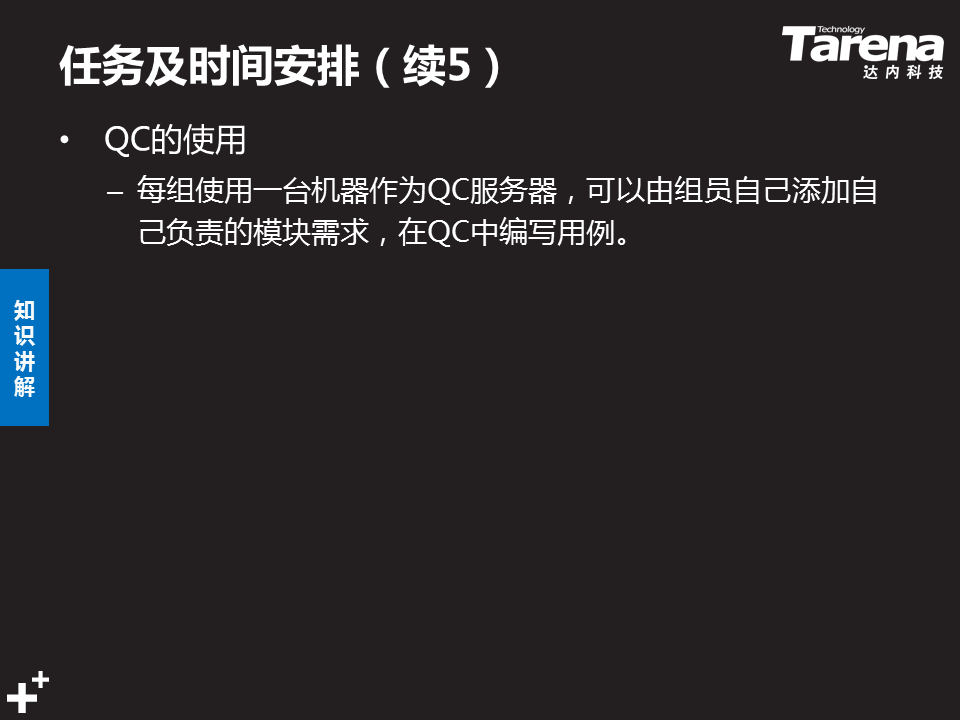 任务及时间安排（续5）
Technology
Tarena
达内科技
• QC的使用
– 每组使用一台机器作为QC服务器，可以由组员自己添加自
己负责的模块需求，在QC中编写用例。
知
识
讲
解